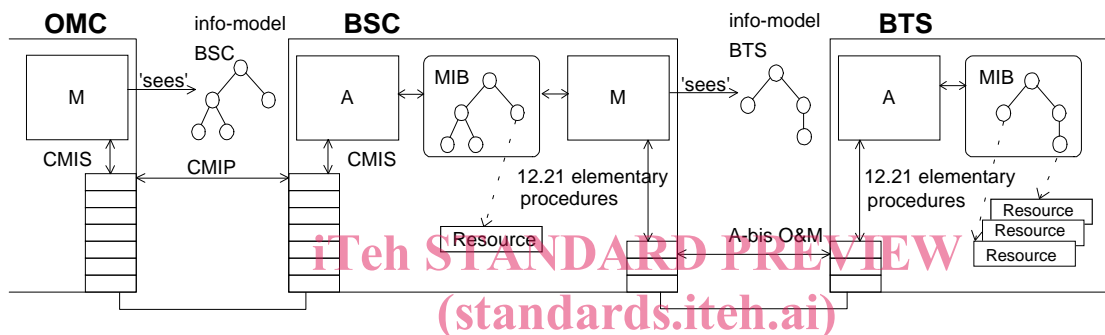 OMC
info-model
BSC
BSC
info-model
BTS
BTS
M
'sees'
A
MIB
M
'sees'
A
MIB
CMIS
CMIP
CMIS
12.21 elementary
procedures
12.21 elementary
procedures
Resource
Resource
Resource
Resource
A-bis O&M
iTeh STANDARD PREVIEW
(standards.iteh.ai)